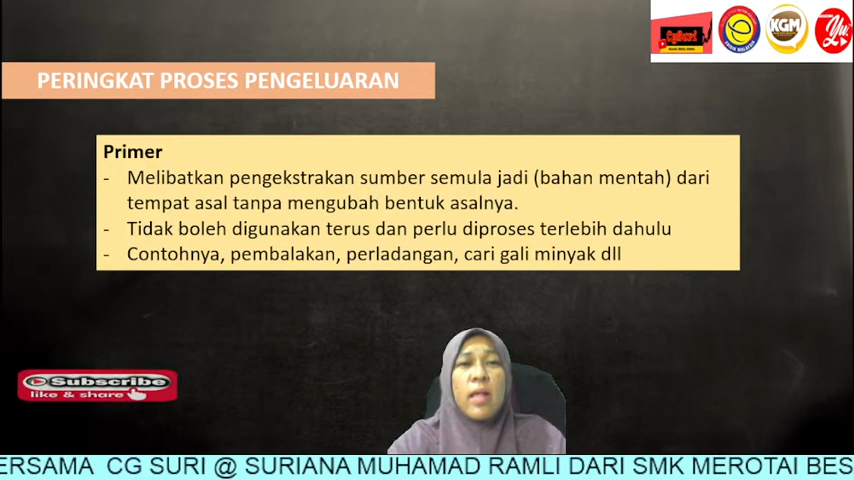 CgSuri
KGM
Yu
PERINGKAT PROSES PENGELUARAN
Primer
- Melibatkan pengekstrakan sumber semula jadi (bahan mentah) dari
tempat asal tanpa mengubah bentuk asalnya.
- Tidak boleh digunakan terus dan perlu diproses terlebih dahulu
- Contohnya, pembalakan, perladangan, cari gali minyak dll
Subscribe
like & share
ERSAMA CG SURI @ SURIANA MUHAMAD RAMLI DARI SMK MEROTAI BES